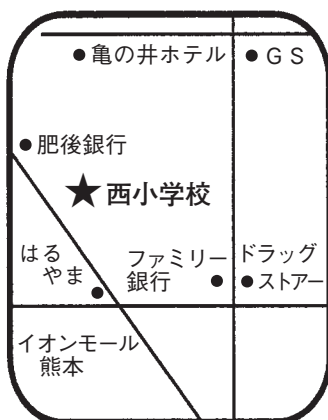 亀の井ホテル
GS
肥後銀行
西小学校
はる
やま
ファミリー
銀行
ドラッグ
ストアー
イオンモール
熊本